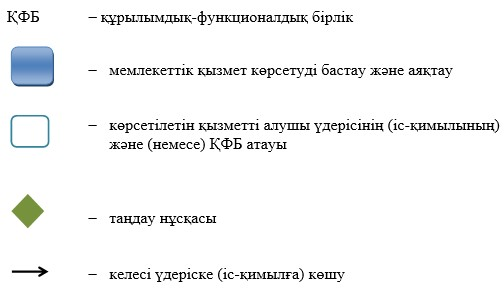 ҚФБ – құрылымдық-функционалдық бірлік
– мемлекеттік қызмет көрсетуді бастау және аяқтау
– көрсетілетін қызметті алушы үдерісінің (іс-қимылының)
және (немесе) ҚФБ атауы
– таңдау нұсқасы
– келесі үдеріске (іс-қимылға) көшу